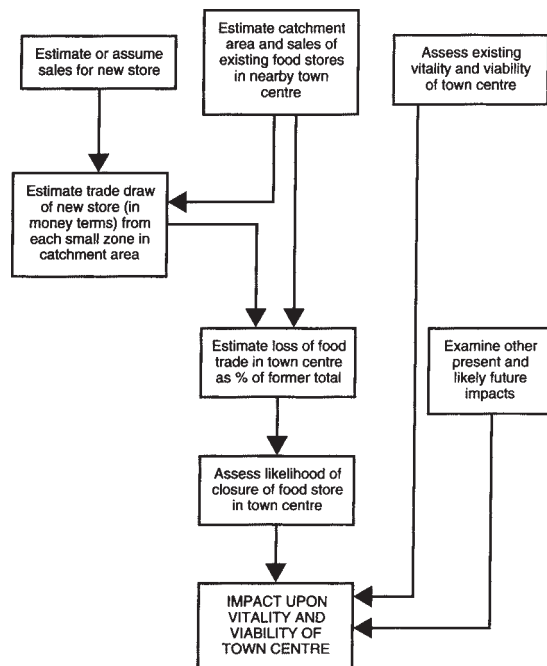 Estimate or assume
sales for new store
Estimate catchment
area and sales of
existing food stores
in nearby town
centre
Assess existing
vitality and viability
of town centre
Estimate trade draw
of new store (in
money terms) from
each small zone in
catchment area
Estimate loss of food
trade in town centre
as % of former total
Examine other
present and
likely future
impacts
Assess likelihood of
closure of food store
in town centre
IMPACT UPON
VITALITY AND
VIABILITY OF
TOWN CENTRE